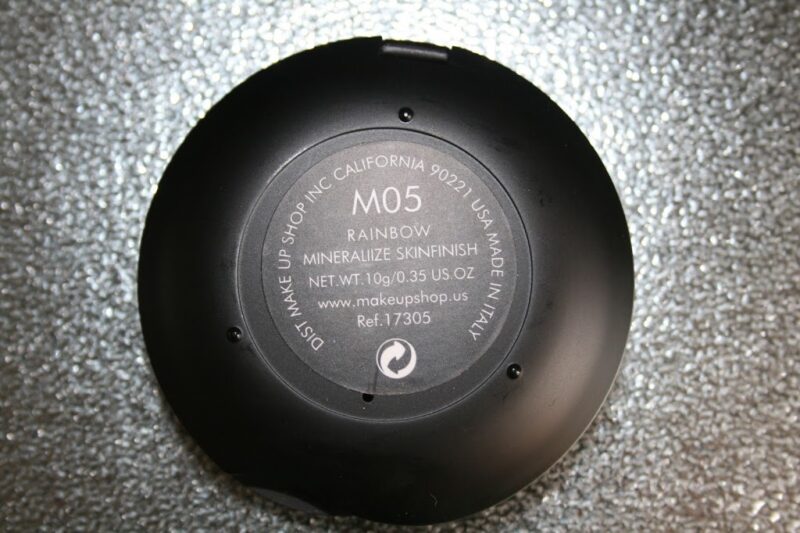 DIST MAKE UP SHOP INC CALIFORNIA 90221 USA MADE IN ITALY
M05
RAINBOW
MINERALIIZE SKINFINISH
NET.WT.10g/0.35 US.OZ
www.makeupshop.us
Ref.17305